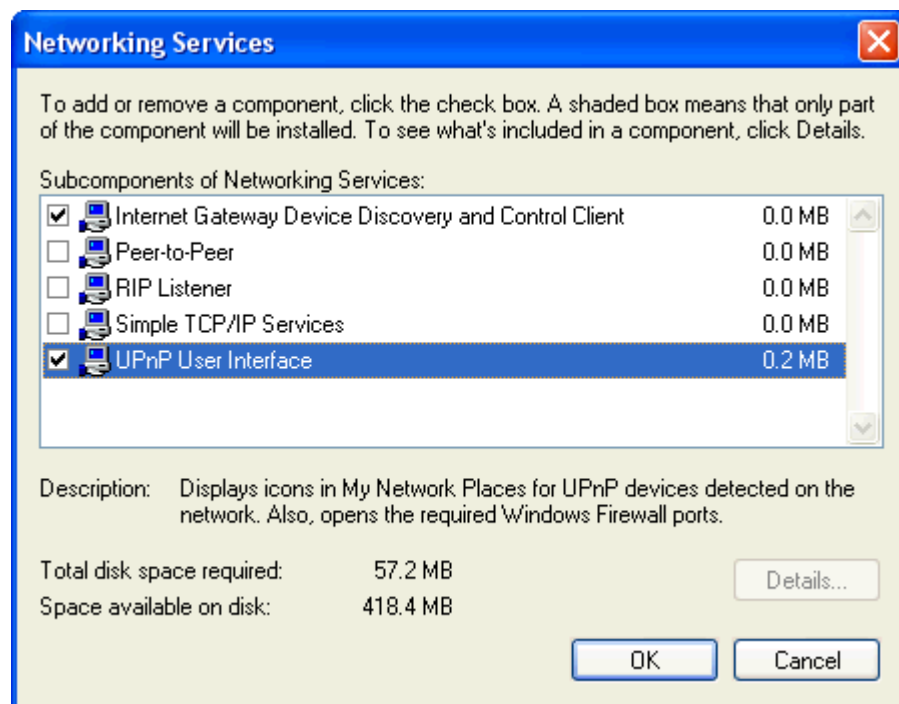 Networking Services
To add or remove a component, click the check box. A shaded box means that only part
of the component will be installed. To see what's included in a component, click Details.
Subcomponents of Networking Services:
Internet Gateway Device Discovery and Control Client 0.0 MB
Peer-to-Peer 0.0 MB
RIP Listener 0.0 MB
Simple TCP/IP Services 0.0 MB
UPnP User Interface 0.2 MB
Description: Displays icons in My Network Places for UPnP devices detected on the
network. Also, opens the required Windows Firewall ports.
Total disk space required: 57.2 MB
Details...
Space available on disk: 418.4 MB
OK Cancel